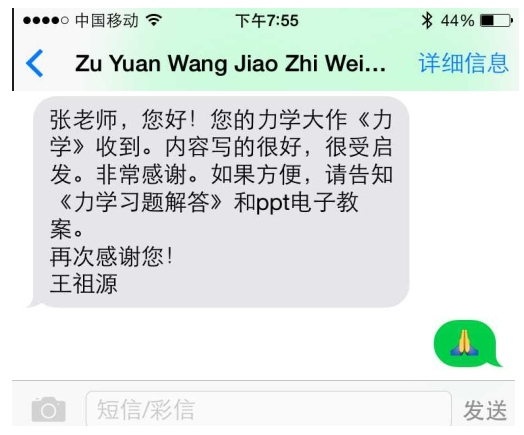 中国移动 下午7:55 44%
Zu Yuan Wang Jiao Zhi Wei... 详细信息
张老师，您好！您的力学大作《力
学》收到。内容写的很好，很受启
发。非常感谢。如果方便，请告知
《力学习题解答》和ppt电子教
案。
再次感谢您！
王祖源
短信/彩信 发送